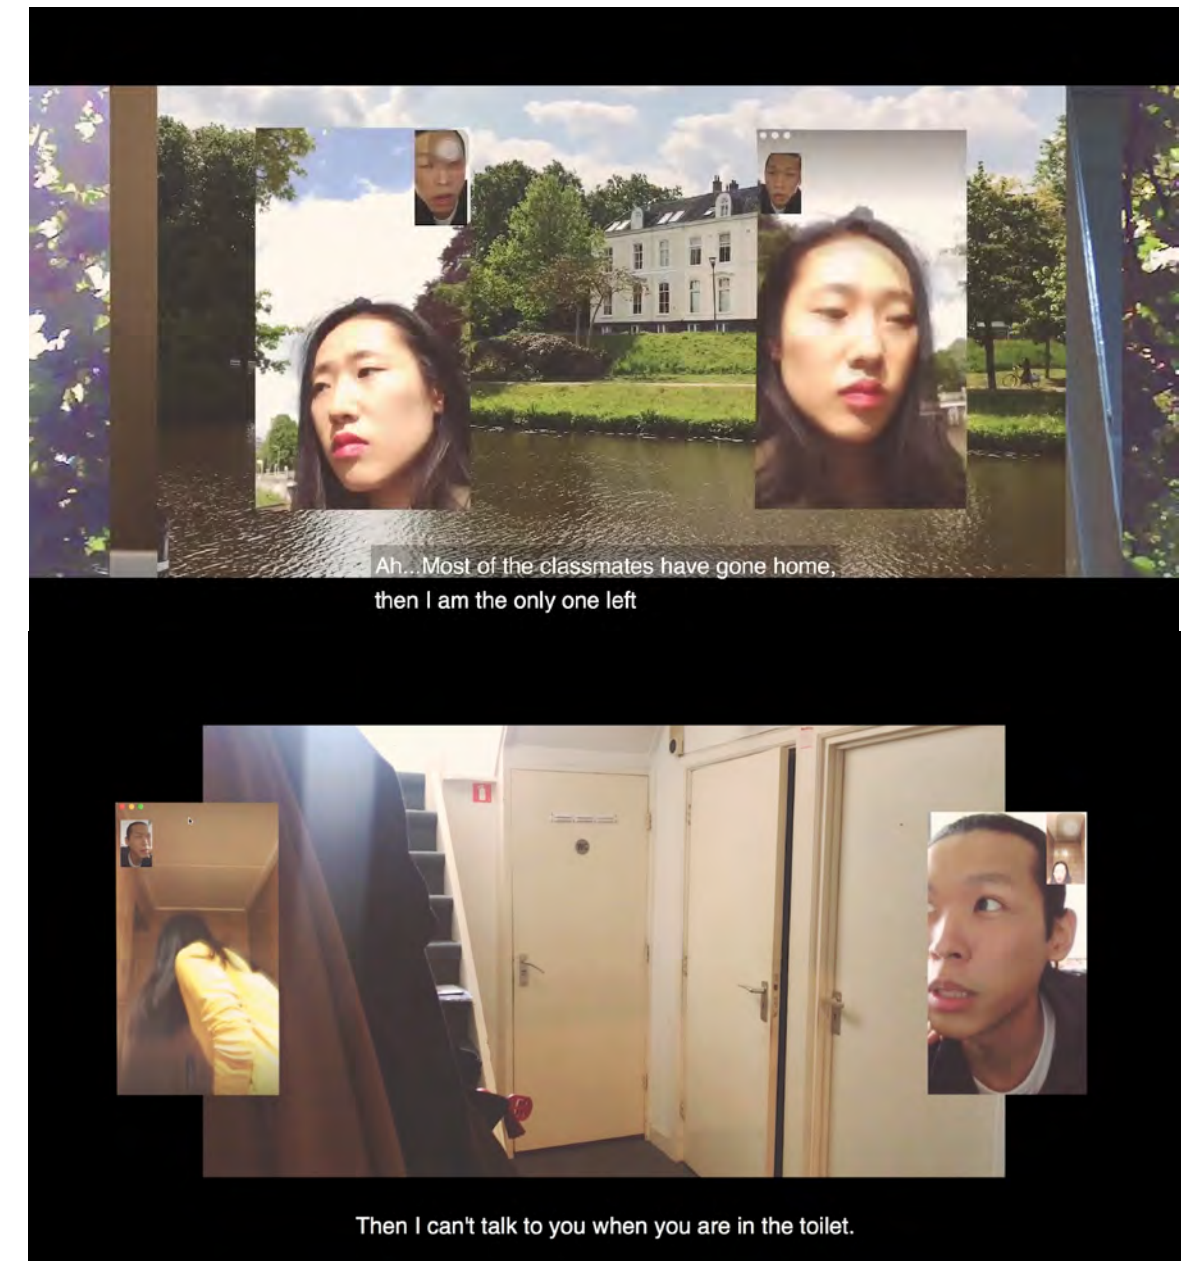 Ah...Most of the classmates have gone home,
then I am the only one left
Then I can't talk to you when you are in the toilet.